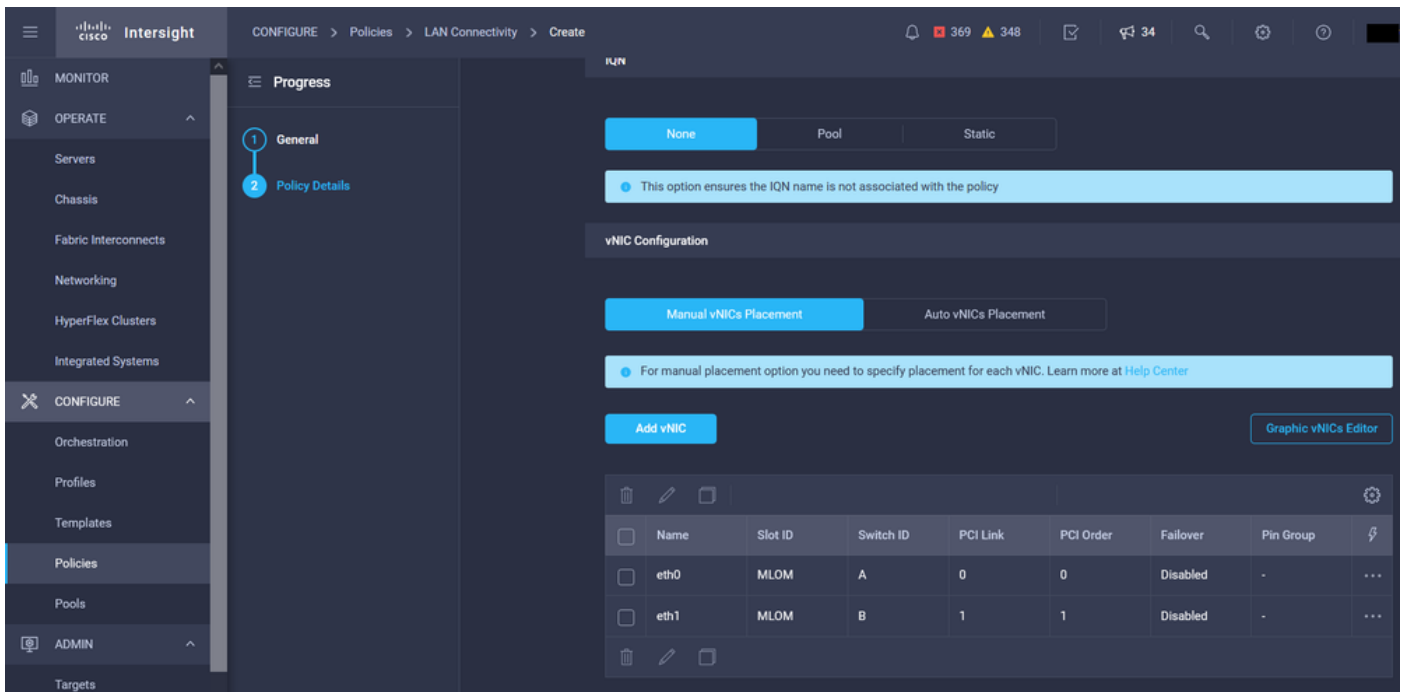 CISCO Intersight
CONFIGURE > Policies > LAN Connectivity > Create
369 348
34
MONITOR
OPERATE
Servers
Chassis
Fabric Interconnects
Networking
HyperFlex Clusters
Integrated Systems
CONFIGURE
Orchestration
Profiles
Templates
Policies
Pools
ADMIN
Targets
Progress
1 General
2 Policy Details
IQN
None Pool Static
This option ensures the IQN name is not associated with the policy
vNIC Configuration
Manual vNICs Placement Auto vNICs Placement
For manual placement option you need to specify placement for each vNIC. Learn more at Help Center
Add vNIC Graphic vNICs Editor
Name Slot ID Switch ID PCI Link PCI Order Failover Pin Group
eth0 MLOM A 0 0 Disabled -
eth1 MLOM B 1 1 Disabled -